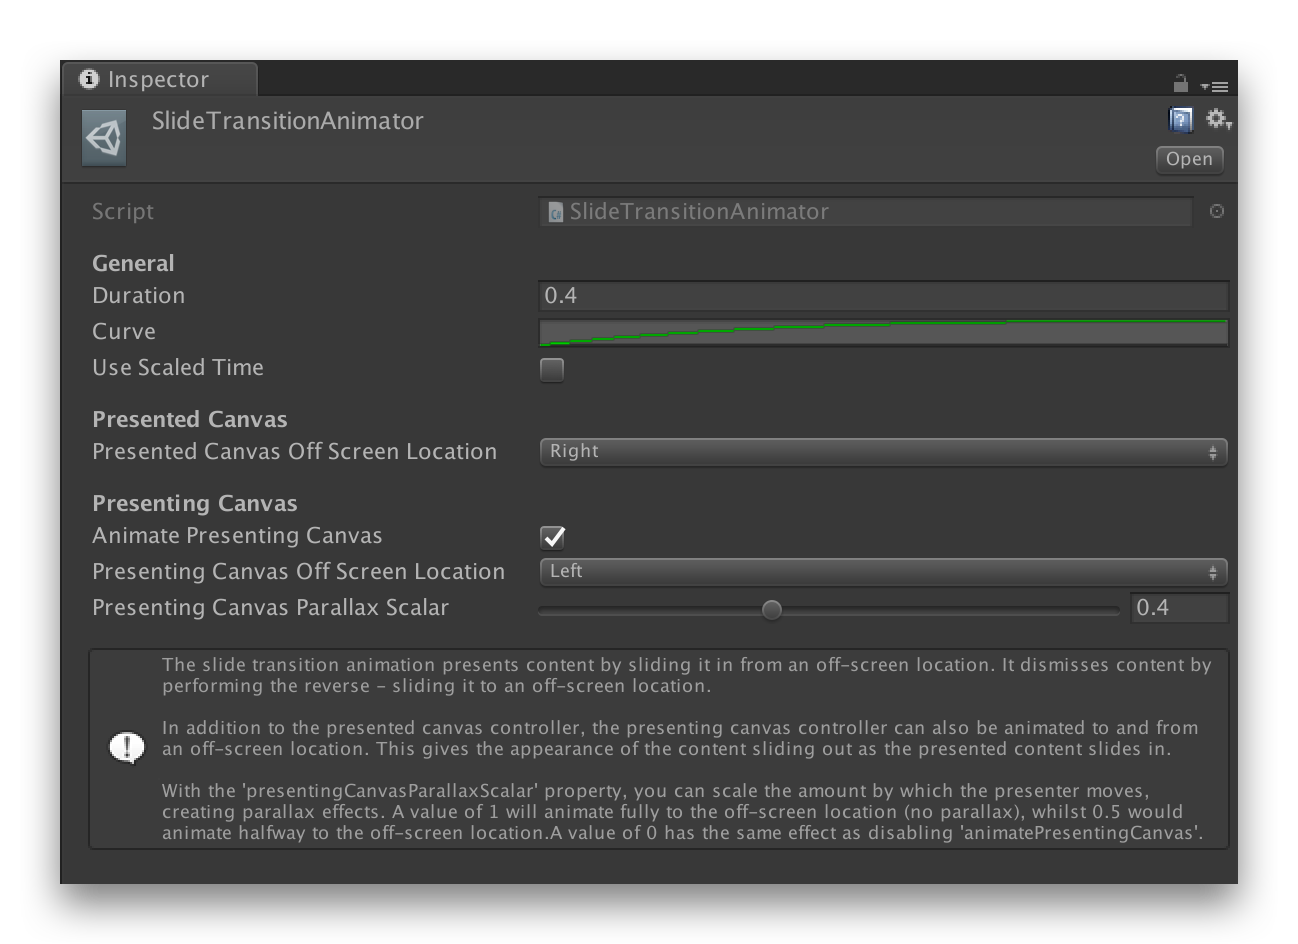 Inspector
SlideTransitionAnimator
Open
Script
SlideTransitionAnimator
General
Duration
0.4
Curve
Use Scaled Time
Presented Canvas
Presented Canvas Off Screen Location
Right
Presenting Canvas
Animate Presenting Canvas
Presenting Canvas Off Screen Location
Left
Presenting Canvas Parallax Scalar
0.4
The slide transition animation presents content by sliding it in from an off-screen location. It dismisses content by
performing the reverse - sliding it to an off-screen location.
In addition to the presented canvas controller, the presenting canvas controller can also be animated to and from
an off-screen location. This gives the appearance of the content sliding out as the presented content slides in.
With the 'presentingCanvasParallaxScalar' property, you can scale the amount by which the presenter moves,
creating parallax effects. A value of 1 will animate fully to the off-screen location (no parallax), whilst 0.5 would
animate halfway to the off-screen location.A value of 0 has the same effect as disabling 'animatePresentingCanvas'.